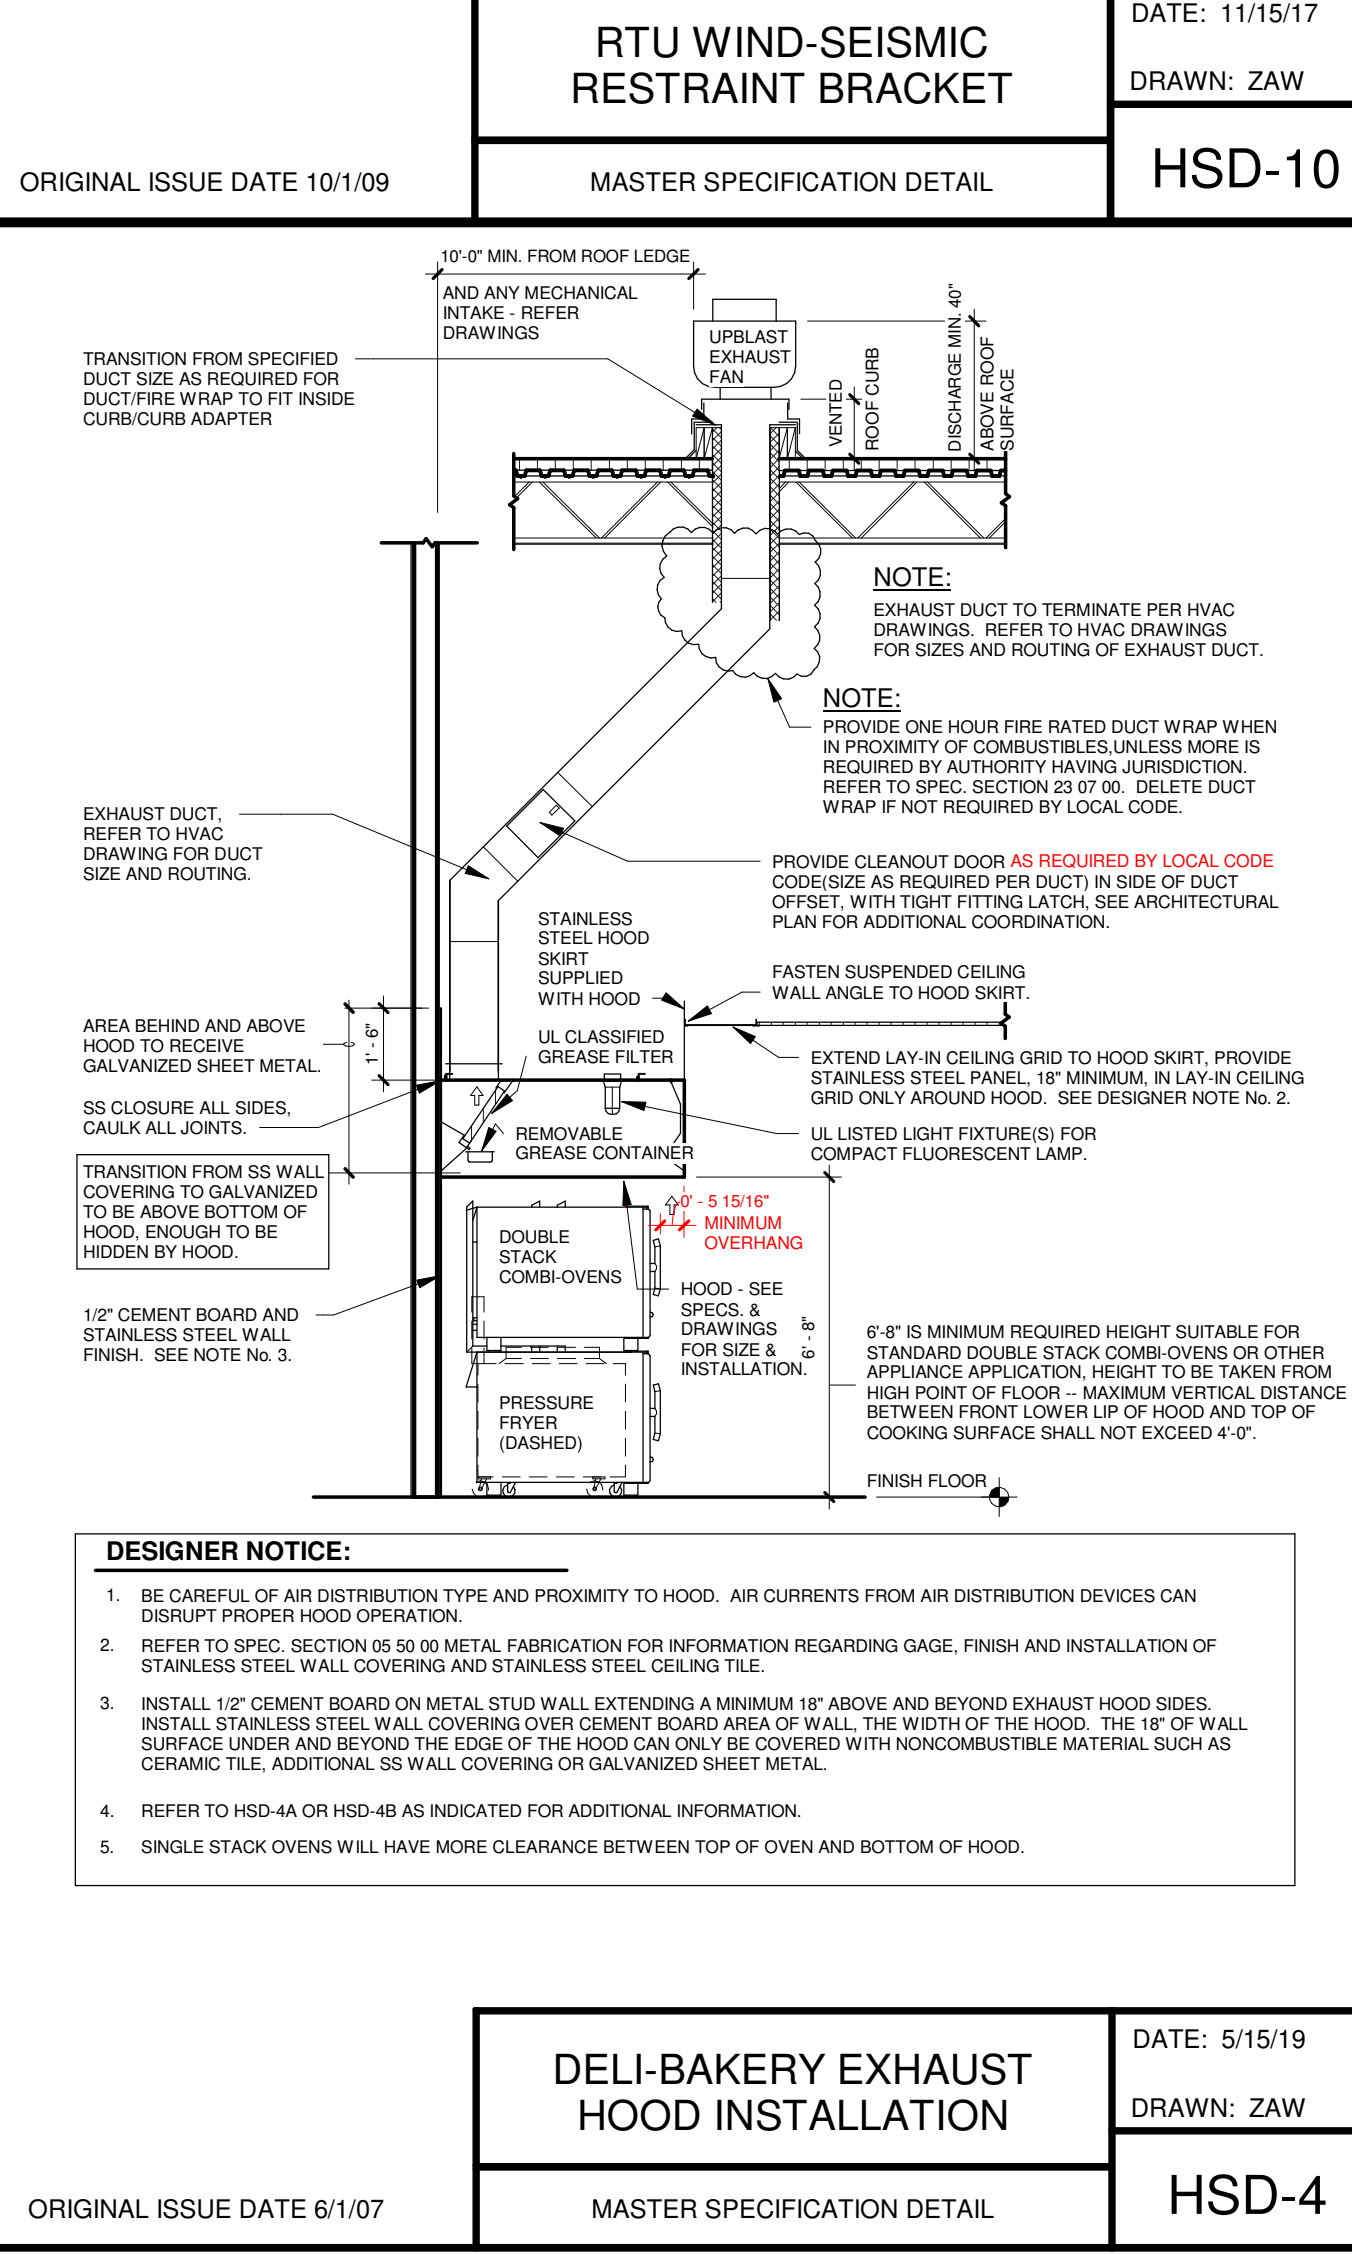 RTU WIND-SEISMIC
RESTRAINT BRACKET
DATE: 11/15/17
DRAWN: ZAW
ORIGINAL ISSUE DATE 10/1/09
MASTER SPECIFICATION DETAIL
HSD-10
10'-0" MIN. FROM ROOF LEDGE
AND ANY MECHANICAL
INTAKE - REFER
DRAWINGS
UPBLAST
EXHAUST
FAN
VENTED
ROOF CURB
DISCHARGE MIN. 40"
ABOVE ROOF
SURFACE
TRANSITION FROM SPECIFIED
DUCT SIZE AS REQUIRED FOR
DUCT/FIRE WRAP TO FIT INSIDE
CURB/CURB ADAPTER
NOTE:
EXHAUST DUCT TO TERMINATE PER HVAC
DRAWINGS. REFER TO HVAC DRAWINGS
FOR SIZES AND ROUTING OF EXHAUST DUCT.
NOTE:
PROVIDE ONE HOUR FIRE RATED DUCT WRAP WHEN
IN PROXIMITY OF COMBUSTIBLES,UNLESS MORE IS
REQUIRED BY AUTHORITY HAVING JURISDICTION.
REFER TO SPEC. SECTION 23 07 00. DELETE DUCT
WRAP IF NOT REQUIRED BY LOCAL CODE.
EXHAUST DUCT,
REFER TO HVAC
DRAWING FOR DUCT
SIZE AND ROUTING.
PROVIDE CLEANOUT DOOR AS REQUIRED BY LOCAL CODE
CODE(SIZE AS REQUIRED PER DUCT) IN SIDE OF DUCT
OFFSET, WITH TIGHT FITTING LATCH, SEE ARCHITECTURAL
PLAN FOR ADDITIONAL COORDINATION.
STAINLESS
STEEL HOOD
SKIRT
SUPPLIED
WITH HOOD
FASTEN SUSPENDED CEILING
WALL ANGLE TO HOOD SKIRT.
AREA BEHIND AND ABOVE
HOOD TO RECEIVE
GALVANIZED SHEET METAL.
1' - 6"
UL CLASSIFIED
GREASE FILTER
EXTEND LAY-IN CEILING GRID TO HOOD SKIRT, PROVIDE
STAINLESS STEEL PANEL, 18" MINIMUM, IN LAY-IN CEILING
GRID ONLY AROUND HOOD. SEE DESIGNER NOTE No. 2.
SS CLOSURE ALL SIDES,
CAULK ALL JOINTS.
REMOVABLE
GREASE CONTAINER
UL LISTED LIGHT FIXTURE(S) FOR
COMPACT FLUORESCENT LAMP.
TRANSITION FROM SS WALL
COVERING TO GALVANIZED
TO BE ABOVE BOTTOM OF
HOOD, ENOUGH TO BE
HIDDEN BY HOOD.
0' - 5 15/16"
MINIMUM
OVERHANG
DOUBLE
STACK
COMBI-OVENS
HOOD - SEE
SPECS. &
DRAWINGS
FOR SIZE &
INSTALLATION.
6' - 8"
1/2" CEMENT BOARD AND
STAINLESS STEEL WALL
FINISH. SEE NOTE No. 3.
6'-8" IS MINIMUM REQUIRED HEIGHT SUITABLE FOR
STANDARD DOUBLE STACK COMBI-OVENS OR OTHER
APPLIANCE APPLICATION, HEIGHT TO BE TAKEN FROM
HIGH POINT OF FLOOR -- MAXIMUM VERTICAL DISTANCE
BETWEEN FRONT LOWER LIP OF HOOD AND TOP OF
COOKING SURFACE SHALL NOT EXCEED 4'-0".
PRESSURE
FRYER
(DASHED)
FINISH FLOOR
DESIGNER NOTICE:
1. BE CAREFUL OF AIR DISTRIBUTION TYPE AND PROXIMITY TO HOOD. AIR CURRENTS FROM AIR DISTRIBUTION DEVICES CAN
DISRUPT PROPER HOOD OPERATION.
2. REFER TO SPEC. SECTION 05 50 00 METAL FABRICATION FOR INFORMATION REGARDING GAGE, FINISH AND INSTALLATION OF
STAINLESS STEEL WALL COVERING AND STAINLESS STEEL CEILING TILE.
3. INSTALL 1/2" CEMENT BOARD ON METAL STUD WALL EXTENDING A MINIMUM 18" ABOVE AND BEYOND EXHAUST HOOD SIDES.
INSTALL STAINLESS STEEL WALL COVERING OVER CEMENT BOARD AREA OF WALL, THE WIDTH OF THE HOOD. THE 18" OF WALL
SURFACE UNDER AND BEYOND THE EDGE OF THE HOOD CAN ONLY BE COVERED WITH NONCOMBUSTIBLE MATERIAL SUCH AS
CERAMIC TILE, ADDITIONAL SS WALL COVERING OR GALVANIZED SHEET METAL.
4. REFER TO HSD-4A OR HSD-4B AS INDICATED FOR ADDITIONAL INFORMATION.
5. SINGLE STACK OVENS WILL HAVE MORE CLEARANCE BETWEEN TOP OF OVEN AND BOTTOM OF HOOD.
DELI-BAKERY EXHAUST
HOOD INSTALLATION
DATE: 5/15/19
DRAWN: ZAW
ORIGINAL ISSUE DATE 6/1/07
MASTER SPECIFICATION DETAIL
HSD-4